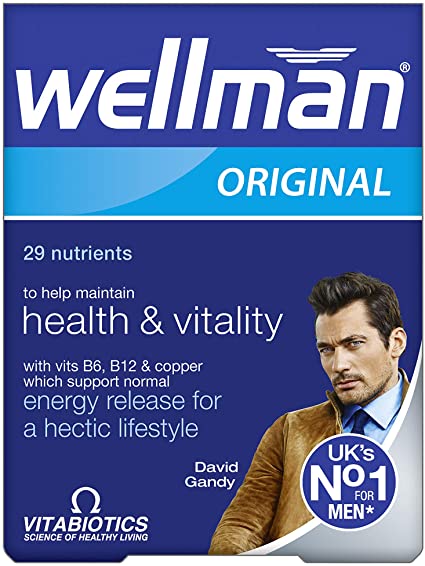 wellman®
ORIGINAL
29 nutrients
to help maintain
health & vitality
with vits B6, B12 & copper
which support normal
energy release for
a hectic lifestyle
David
Gandy
UK's
No1
FOR
MEN*
VITABIOTICS
SCIENCE OF HEALTHY LIVING